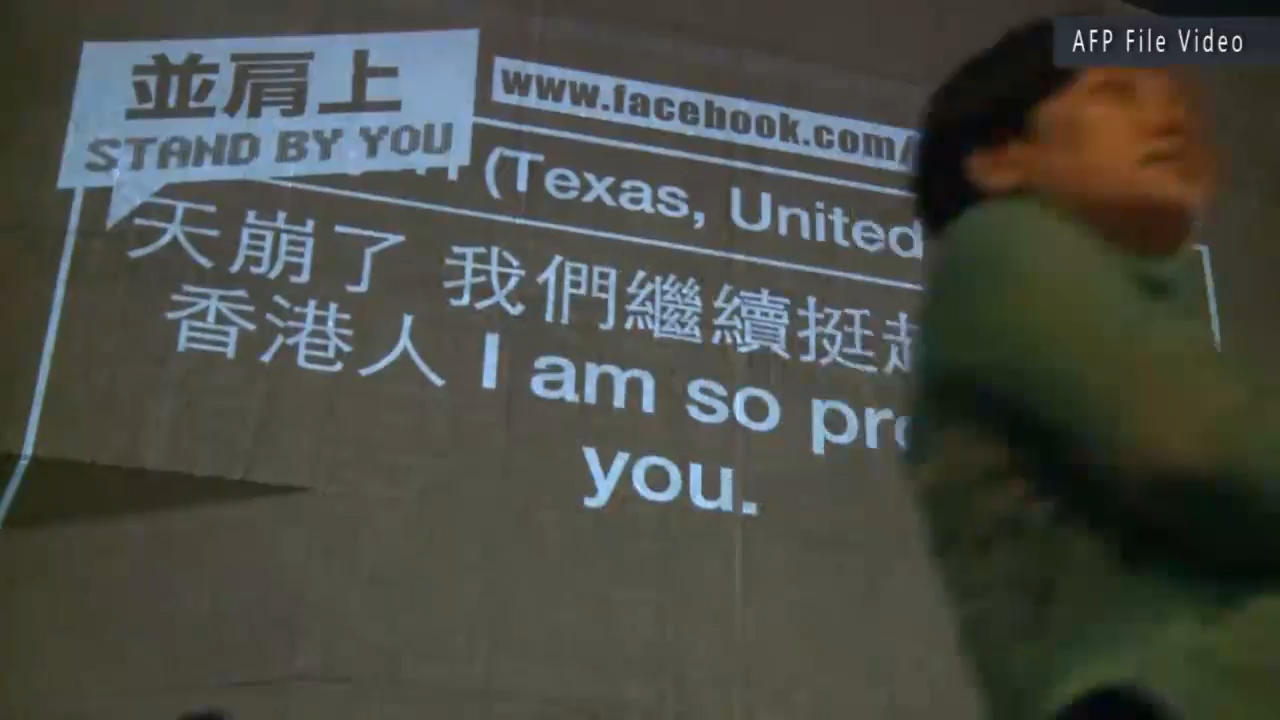 AFP File Video
並肩上
STAND BY YOU
www.facebook.com/
(Texas, United
天崩了 我們繼續挺
香港人 I am so
you.